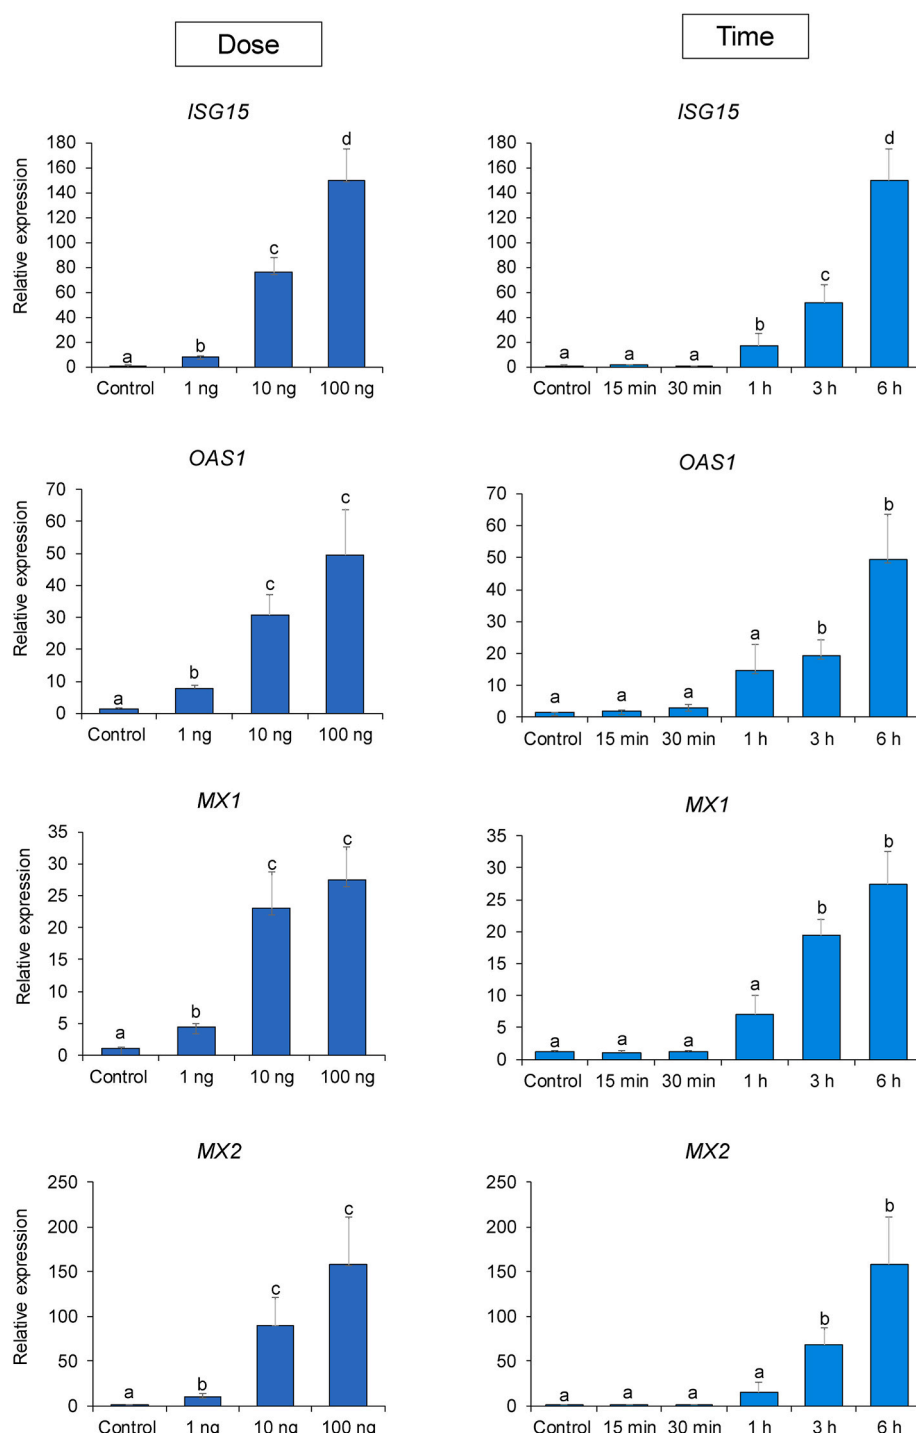 Dose
Time
ISG15
ISG15
Relative expression
180
160
140
120
100
80
60
40
20
0
a
b
c
d
Control 1 ng 10 ng 100 ng
180
160
140
120
100
80
60
40
20
0
a
a
a
b
c
d
Control 15 min 30 min 1 h 3 h 6 h
OAS1
OAS1
Relative expression
70
60
50
40
30
20
10
0
a
b
c
c
Control 1 ng 10 ng 100 ng
70
60
50
40
30
20
10
0
a
a
a
a
b
b
Control 15 min 30 min 1 h 3 h 6 h
MX1
MX1
Relative expression
35
30
25
20
15
10
5
0
a
b
c
c
Control 1 ng 10 ng 100 ng
35
30
25
20
15
10
5
0
a
a
a
a
b
b
Control 15 min 30 min 1 h 3 h 6 h
MX2
MX2
Relative expression
250
200
150
100
50
0
a
b
c
c
Control 1 ng 10 ng 100 ng
250
200
150
100
50
0
a
a
a
a
b
b
Control 15 min 30 min 1 h 3 h 6 h